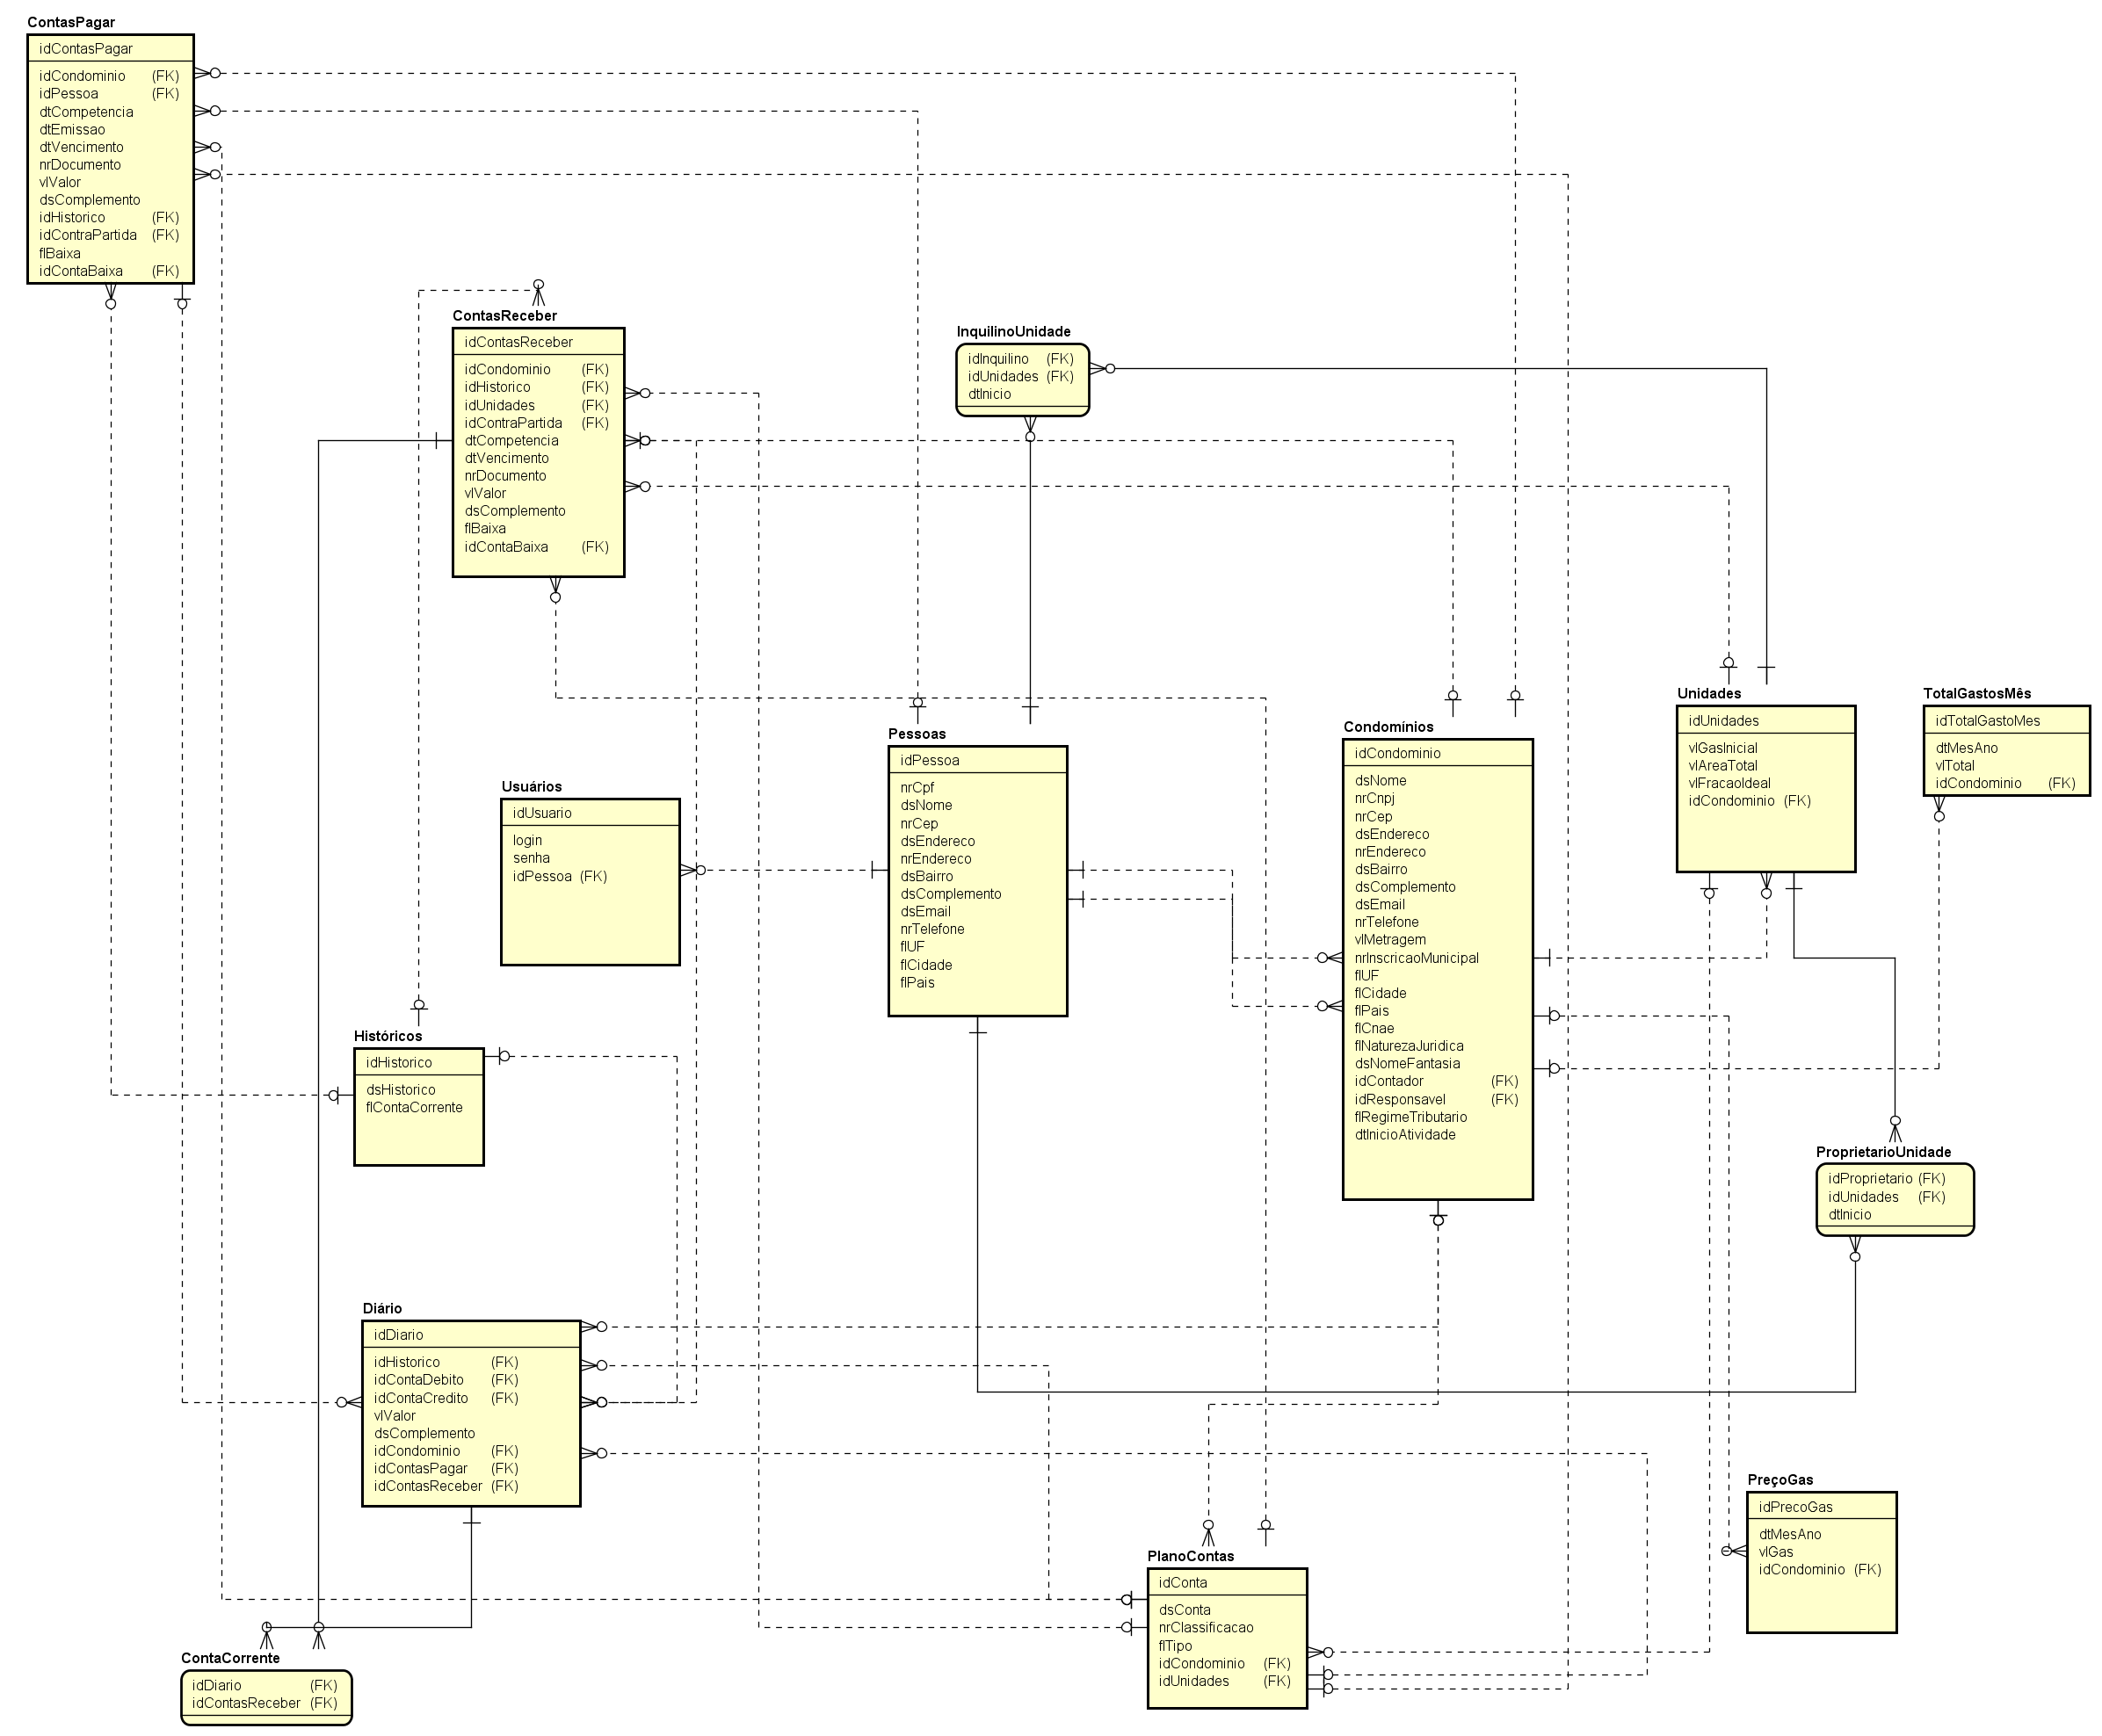 ContasPagar
idContasPagar
idCondominio (FK)
idPessoa (FK)
dtCompetencia
dtEmissao
dtVencimento
nrDocumento
vlValor
dsComplemento
idHistorico (FK)
idContraPartida (FK)
flBaixa
idContaBaixa (FK)
ContasReceber
idContasReceber
idCondominio (FK)
idHistorico (FK)
idUnidades (FK)
idContraPartida (FK)
dtCompetencia
dtVencimento
nrDocumento
vlValor
dsComplemento
flBaixa
idContaBaixa (FK)
InquilinoUnidade
idInquilino (FK)
idUnidades (FK)
dtInicio
Unidades
idUnidades
vlGasInicial
vlAreaTotal
vlFracaoIdeal
idCondominio (FK)
TotalGastosMês
idTotalGastoMes
dtMesAno
vlTotal
idCondominio (FK)
Condomínios
idCondominio
dsNome
nrCnpj
nrCep
dsEndereco
nrEndereco
dsBairro
dsComplemento
dsEmail
nrTelefone
vlMetragem
nrInscricaoMunicipal
flUF
flCidade
flPais
flCnae
flNaturezaJuridica
dsNomeFantasia
idContador (FK)
idResponsavel (FK)
flRegimeTributario
dtInicioAtividade
Pessoas
idPessoa
nrCpf
dsNome
nrCep
dsEndereco
nrEndereco
dsBairro
dsComplemento
dsEmail
nrTelefone
flUF
flCidade
flPais
Usuários
idUsuario
login
senha
idPessoa (FK)
Históricos
idHistorico
dsHistorico
flContaCorrente
ProprietarioUnidade
idProprietario (FK)
idUnidades (FK)
dtInicio
Diário
idDiario
idHistorico (FK)
idContaDebito (FK)
idContaCredito (FK)
vlValor
dsComplemento
idCondominio (FK)
idContasPagar (FK)
idContasReceber (FK)
PreçoGas
idPrecoGas
dtMesAno
vlGas
idCondominio (FK)
PlanoContas
idConta
dsConta
nrClassificacao
flTipo
idCondominio (FK)
idUnidades (FK)
ContaCorrente
idDiario (FK)
idContasReceber (FK)